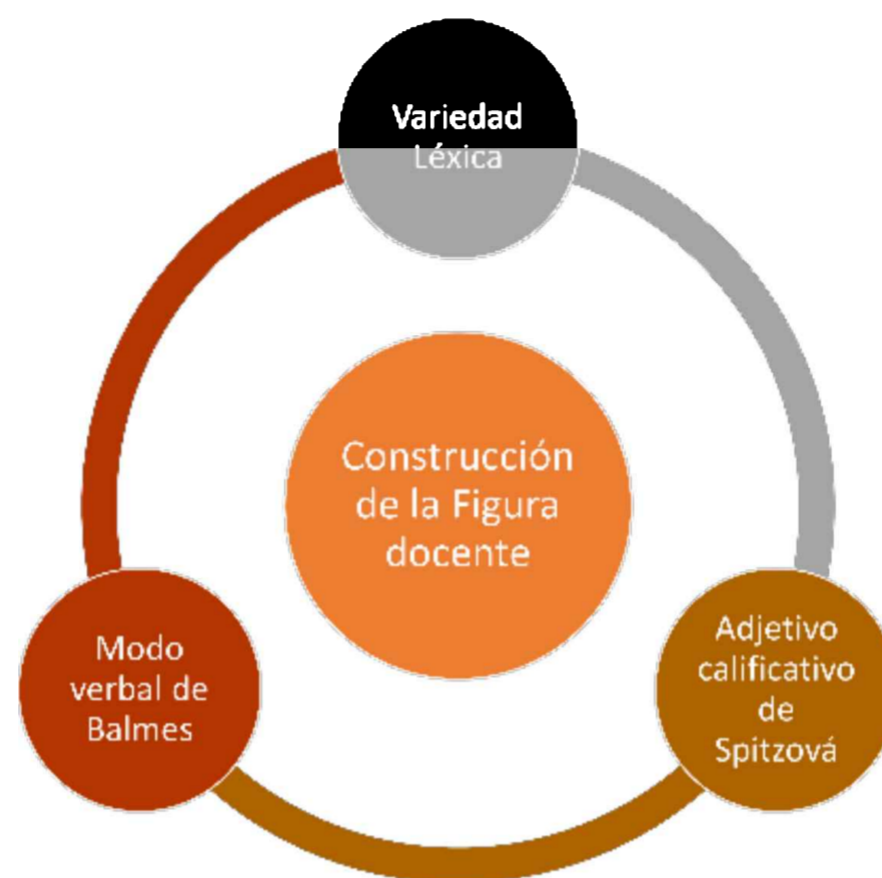 Variedad
Léxica
Construcción
de la Figura
docente
Modo
verbal de
Balmes
Adjetivo
calificativo
de
Spitzová